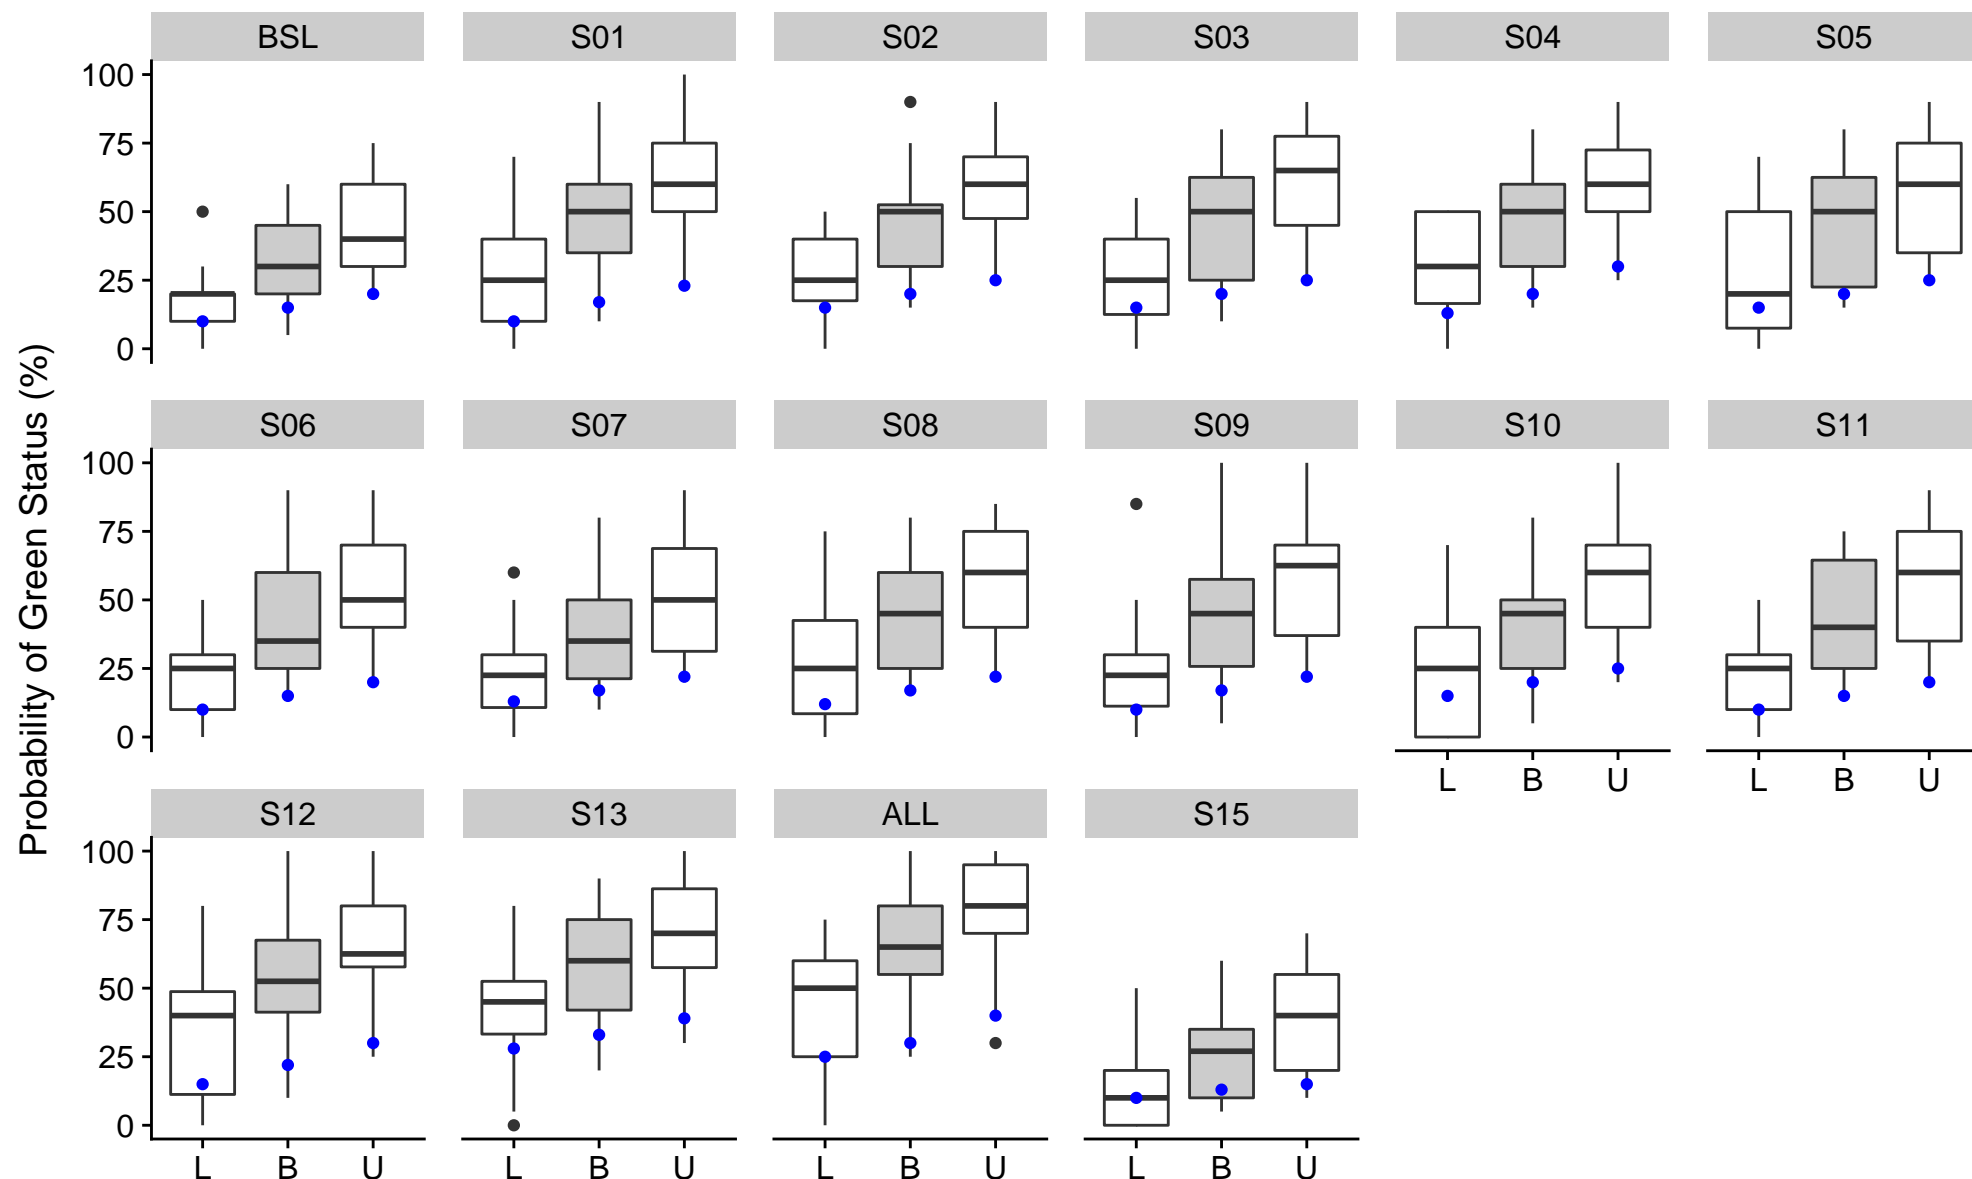 Probability of Green Status (%)
BSL S01 S02 S03 S04 S05
100
75
50
25
0
S06 S07 S08 S09 S10 S11
100
75
50
25
0
L B U L B U
S12 S13 ALL S15
100
75
50
25
0
L B U L B U L B U L B U